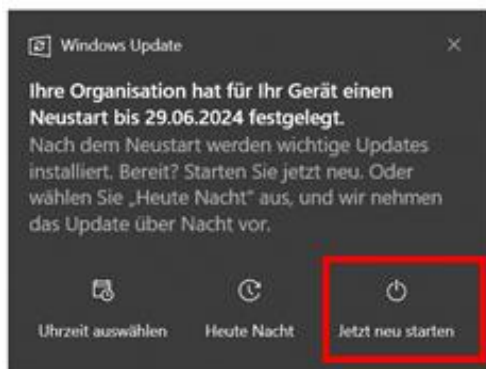 Windows Update
Ihre Organisation hat für Ihr Gerät einen
Neustart bis 29.06.2024 festgelegt.
Nach dem Neustart werden wichtige Updates
installiert. Bereit? Starten Sie jetzt neu. Oder
wählen Sie „Heute Nacht" aus, und wir nehmen
das Update über Nacht vor.
Uhrzeit auswählen Heute Nacht Jetzt neu starten